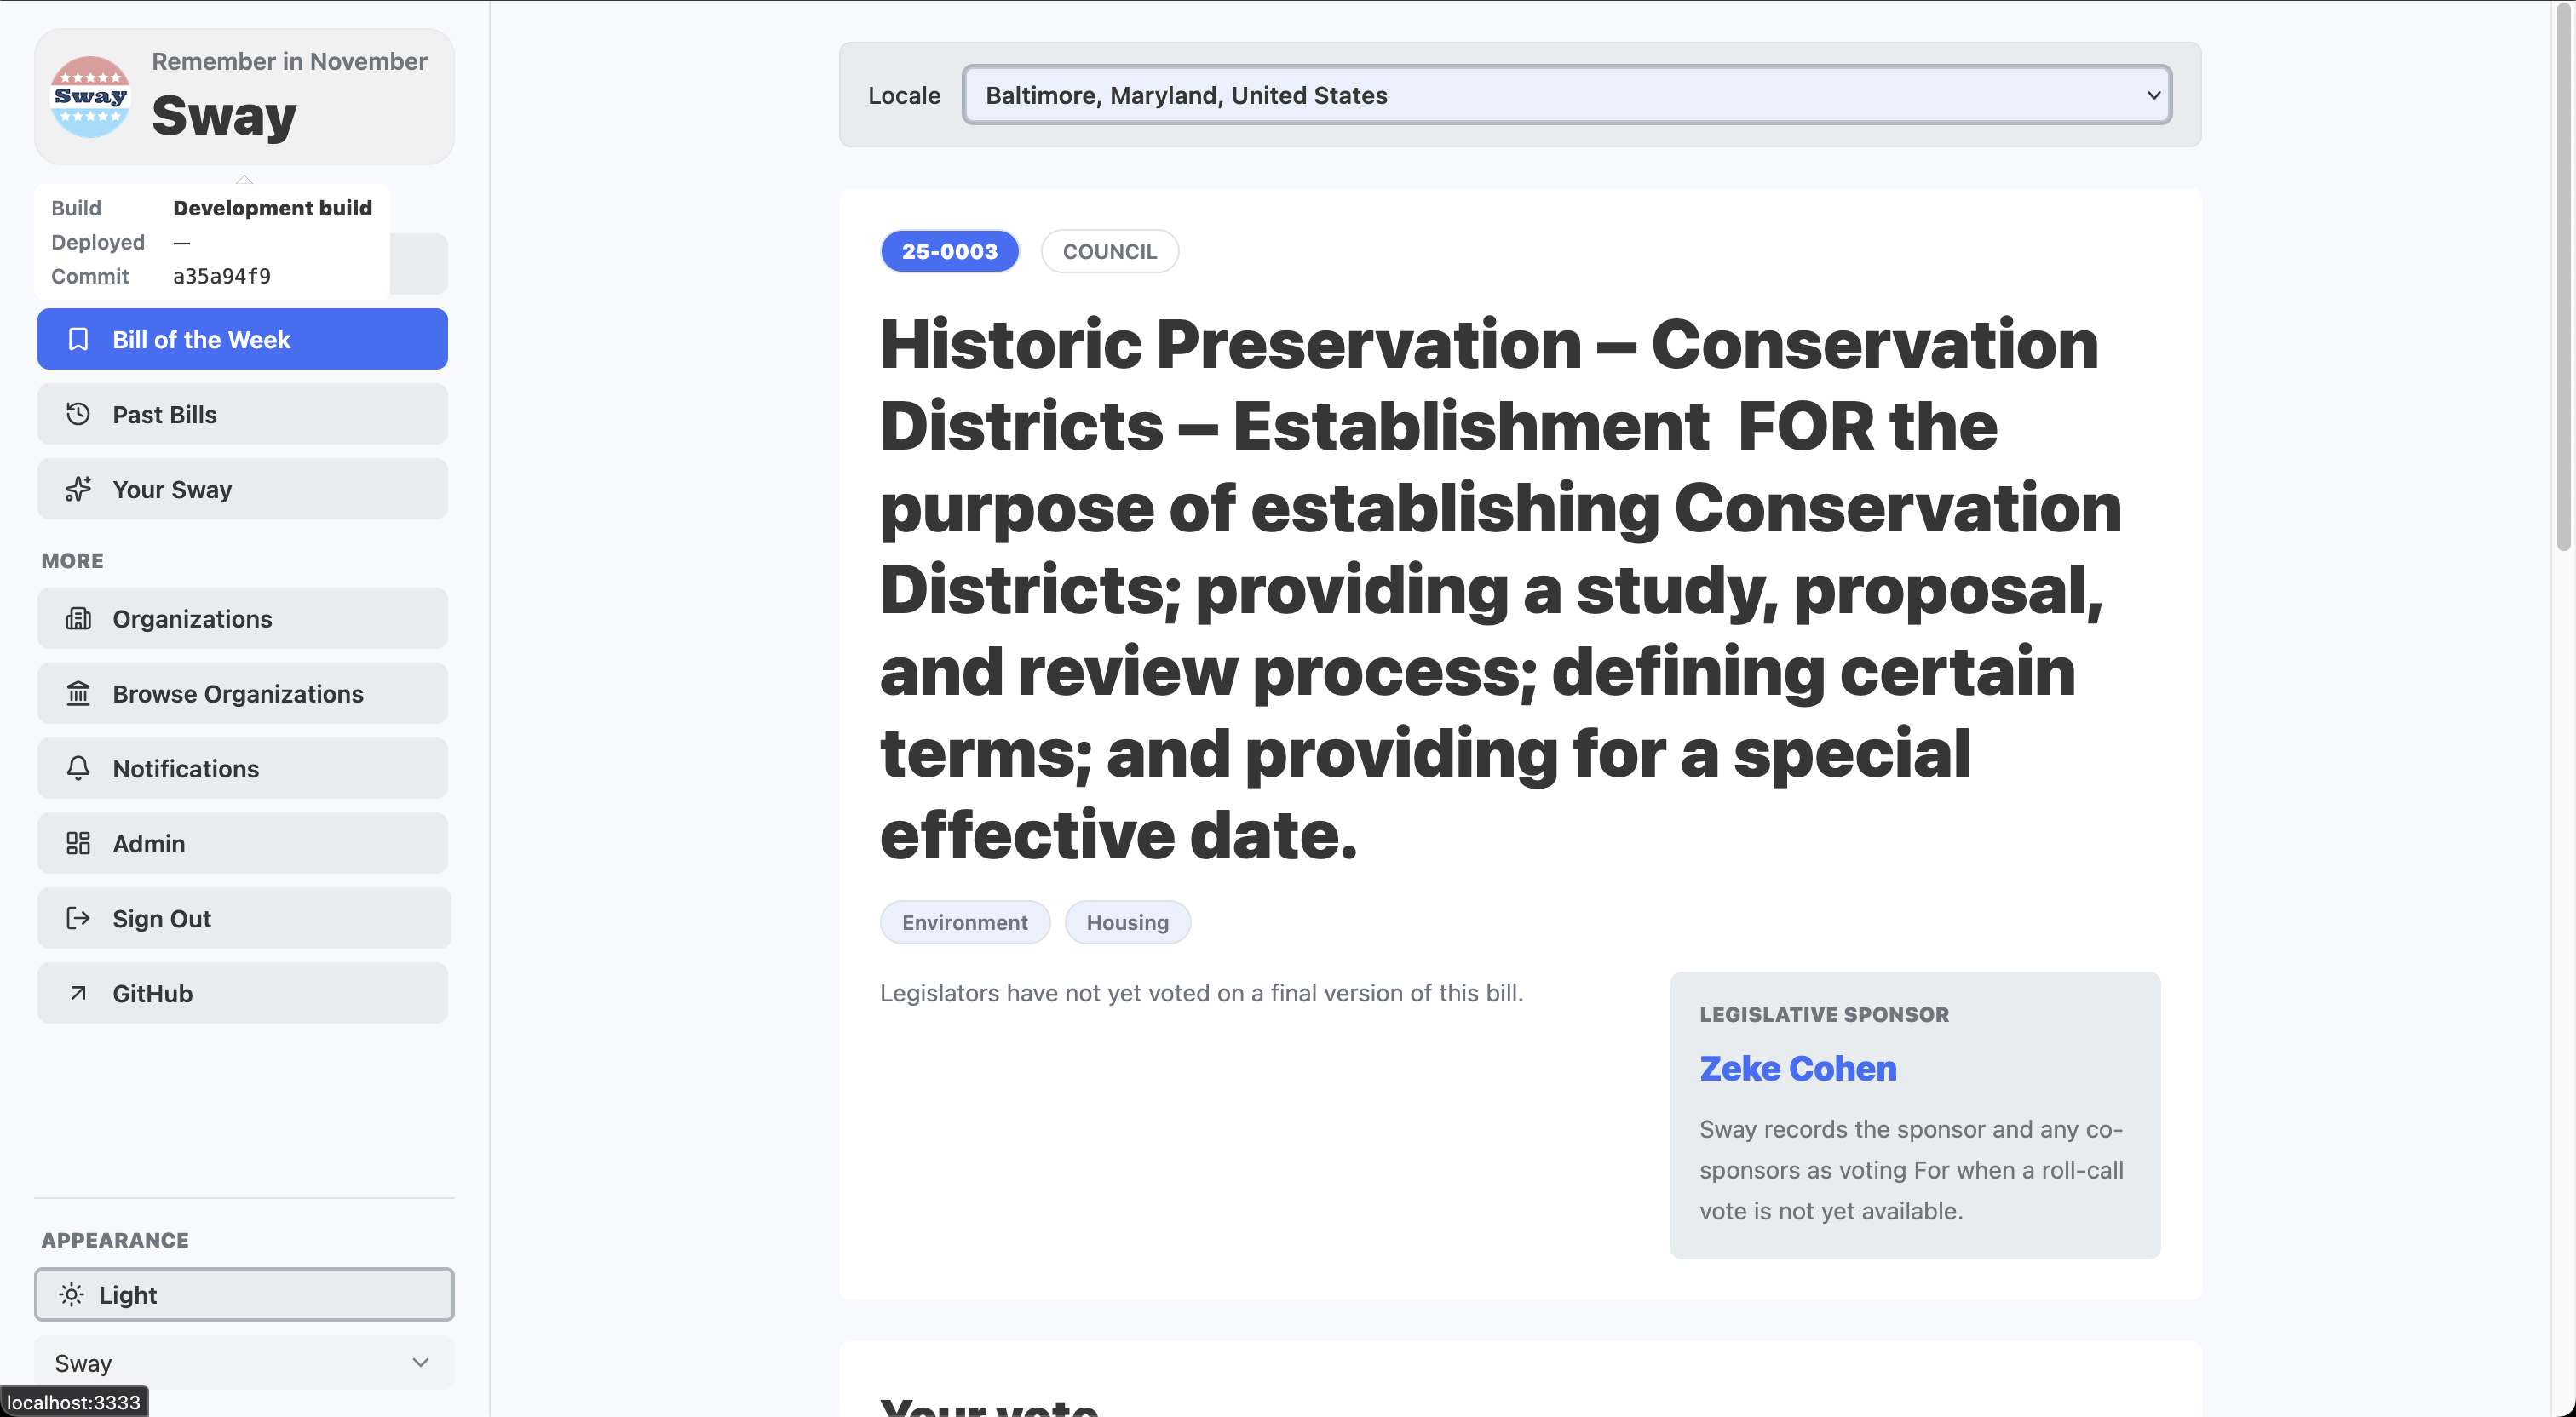 Remember in November
Sway
Sway
Build Development build
Deployed —
Commit a35a94f9
Bill of the Week
Past Bills
Your Sway
MORE
Organizations
Browse Organizations
Notifications
Admin
Sign Out
GitHub
APPEARANCE
Light
Sway
localhost:3333
Locale Baltimore, Maryland, United States
25-0003 COUNCIL
Historic Preservation – Conservation
Districts – Establishment  FOR the
purpose of establishing Conservation
Districts; providing a study, proposal,
and review process; defining certain
terms; and providing for a special
effective date.
Environment Housing
Legislators have not yet voted on a final version of this bill.
LEGISLATIVE SPONSOR
Zeke Cohen
Sway records the sponsor and any co-
sponsors as voting For when a roll-call
vote is not yet available.
Your vote